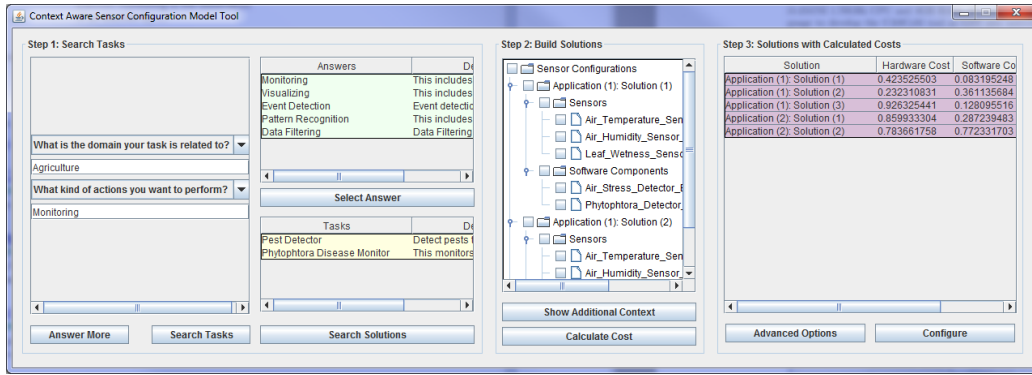 Context Aware Sensor Configuration Model Tool
Step 1: Search Tasks
What is the domain your task is related to?
Agriculture
What kind of actions you want to perform?
Monitoring
Answer More
Search Tasks
Answers De
Monitoring This includes
Visualizing This includes
Event Detection Event detectic
Pattern Recognition This includes
Data Filtering Data Filtering
Select Answer
Tasks De
Pest Detector Detect pests t
Phytophtora Disease Monitor This monitors
Search Solutions
Step 2: Build Solutions
Sensor Configurations
Application (1): Solution (1)
Sensors
Air_Temperature_Sen
Air_Humidity_Sensor_
Leaf_Wetness_Senso
Software Components
Air_Stress_Detector_E
Phytophtora_Detector_
Application (1): Solution (2)
Sensors
Air_Temperature_Sen
Air_Humidity_Sensor_
Show Additional Context
Calculate Cost
Step 3: Solutions with Calculated Costs
Solution Hardware Cost Software Co
Application (1): Solution (1) 0.423525503 0.083195248
Application (1): Solution (2) 0.232310831 0.361135684
Application (1): Solution (3) 0.926325441 0.128095516
Application (2): Solution (1) 0.859933304 0.287239483
Application (2): Solution (2) 0.783661758 0.772331703
Advanced Options
Configure